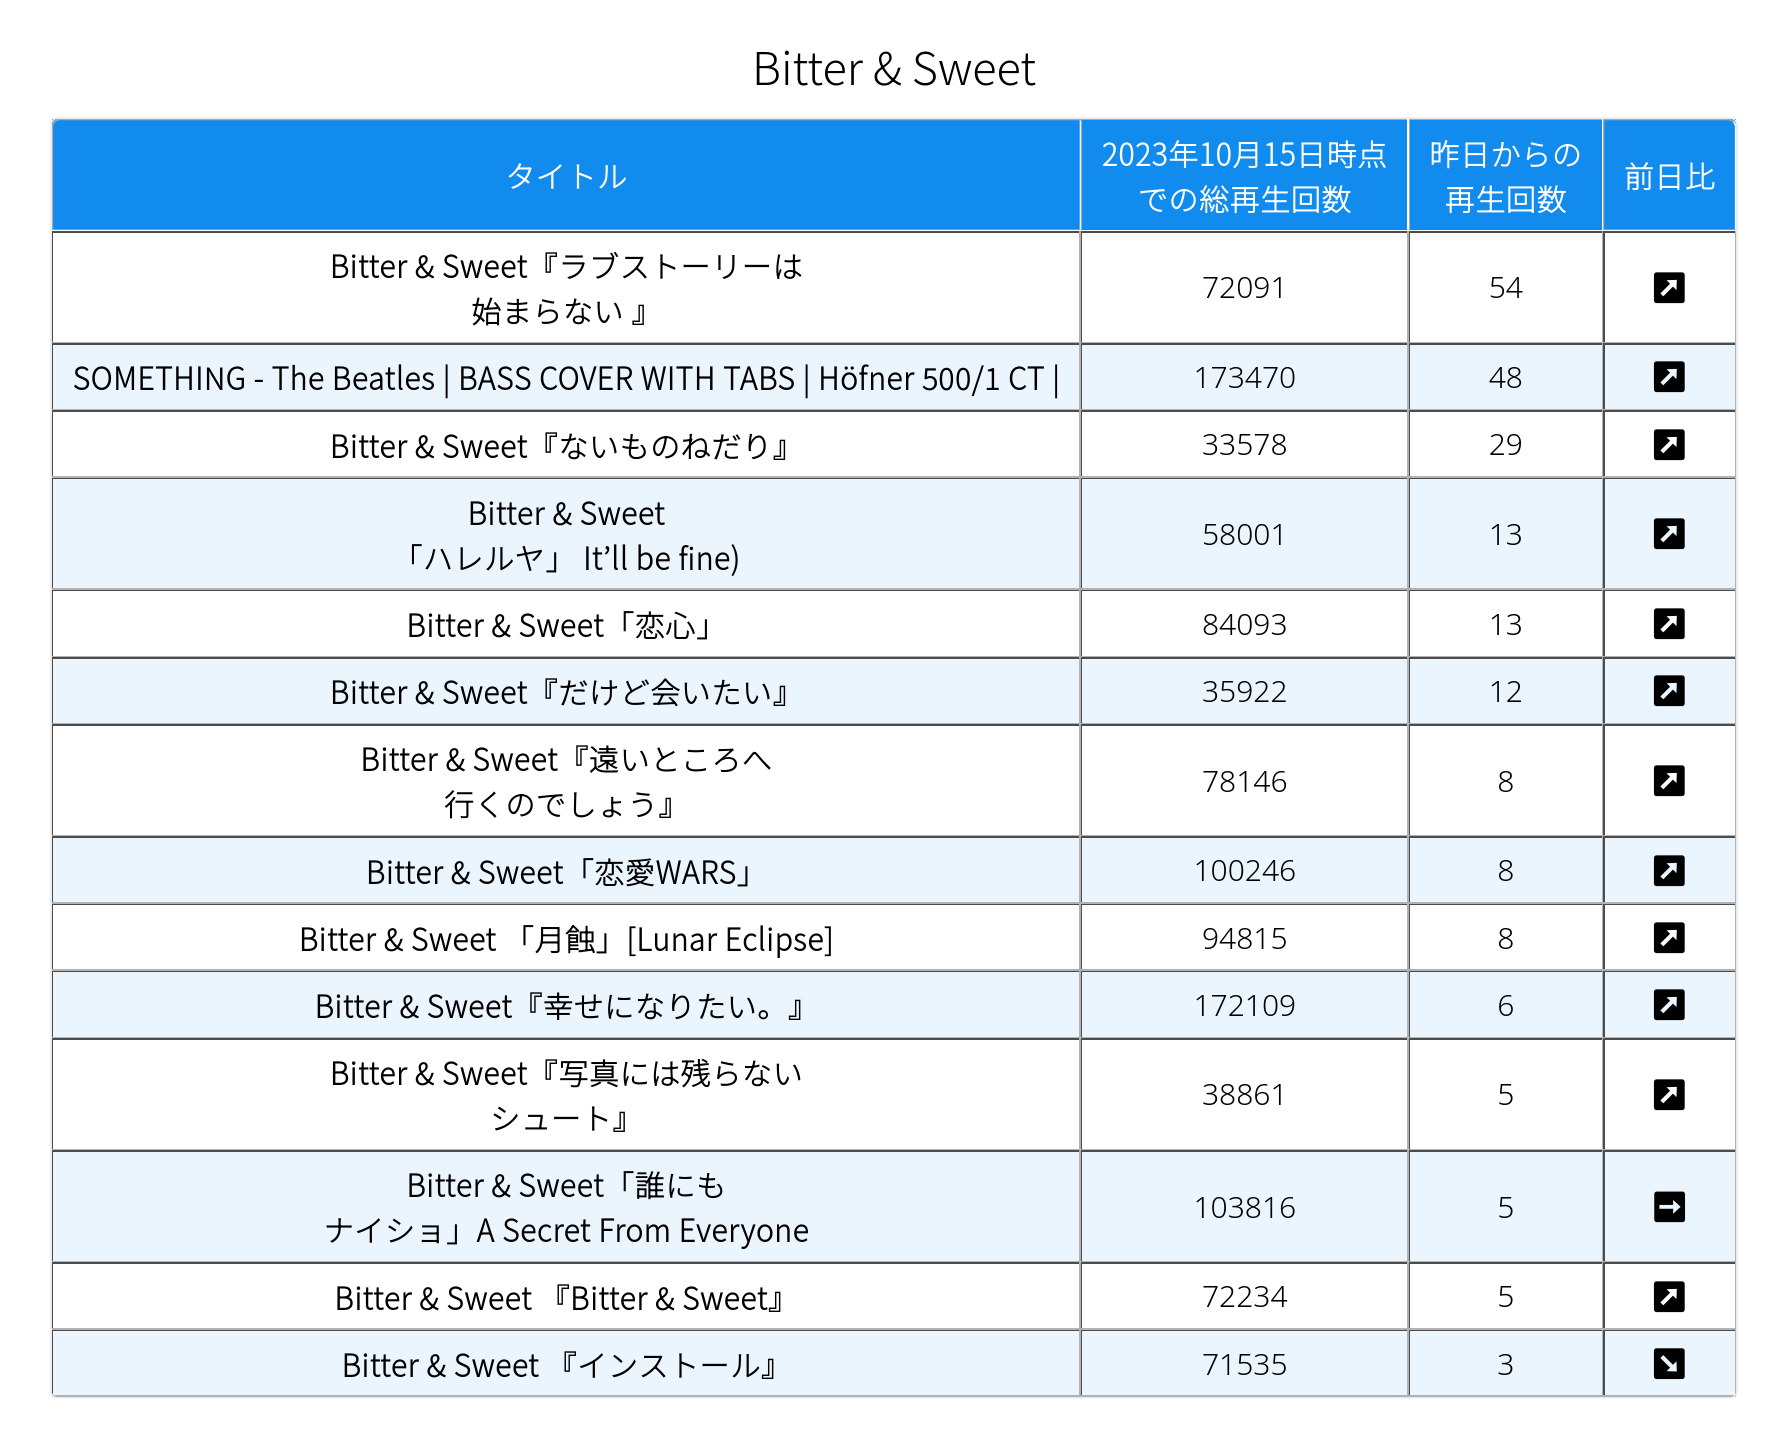 Bitter & Sweet
タイトル
2023年10月15日時点
での総再生回数
昨日からの
再生回数
前日比
Bitter & Sweet『ラブストーリーは
始まらない 』
72091
54
SOMETHING - The Beatles | BASS COVER WITH TABS | Höfner 500/1 CT |
173470
48
Bitter & Sweet『ないものねだり』
33578
29
Bitter & Sweet
「ハレルヤ」 It’ll be fine)
58001
13
Bitter & Sweet「恋心」
84093
13
Bitter & Sweet『だけど会いたい』
35922
12
Bitter & Sweet『遠いところへ
行くのでしょう』
78146
8
Bitter & Sweet「恋愛WARS」
100246
8
Bitter & Sweet 「月蝕」[Lunar Eclipse]
94815
8
Bitter & Sweet『幸せになりたい。』
172109
6
Bitter & Sweet『写真には残らない
シュート』
38861
5
Bitter & Sweet「誰にも
ナイショ」A Secret From Everyone
103816
5
Bitter & Sweet 『Bitter & Sweet』
72234
5
Bitter & Sweet 『インストール』
71535
3